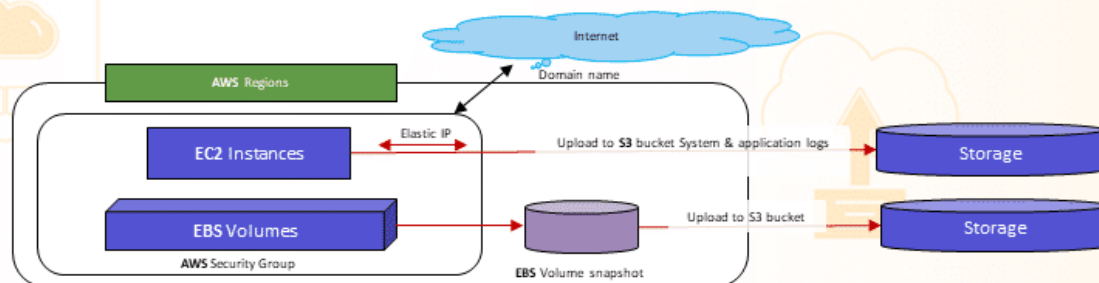 Internet
Domain name
AWS Regions
Elastic IP
EC2 Instances
Upload to S3 bucket System & application logs
Storage
EBS Volumes
Upload to S3 bucket
Storage
AWS Security Group
EBS Volume snapshot